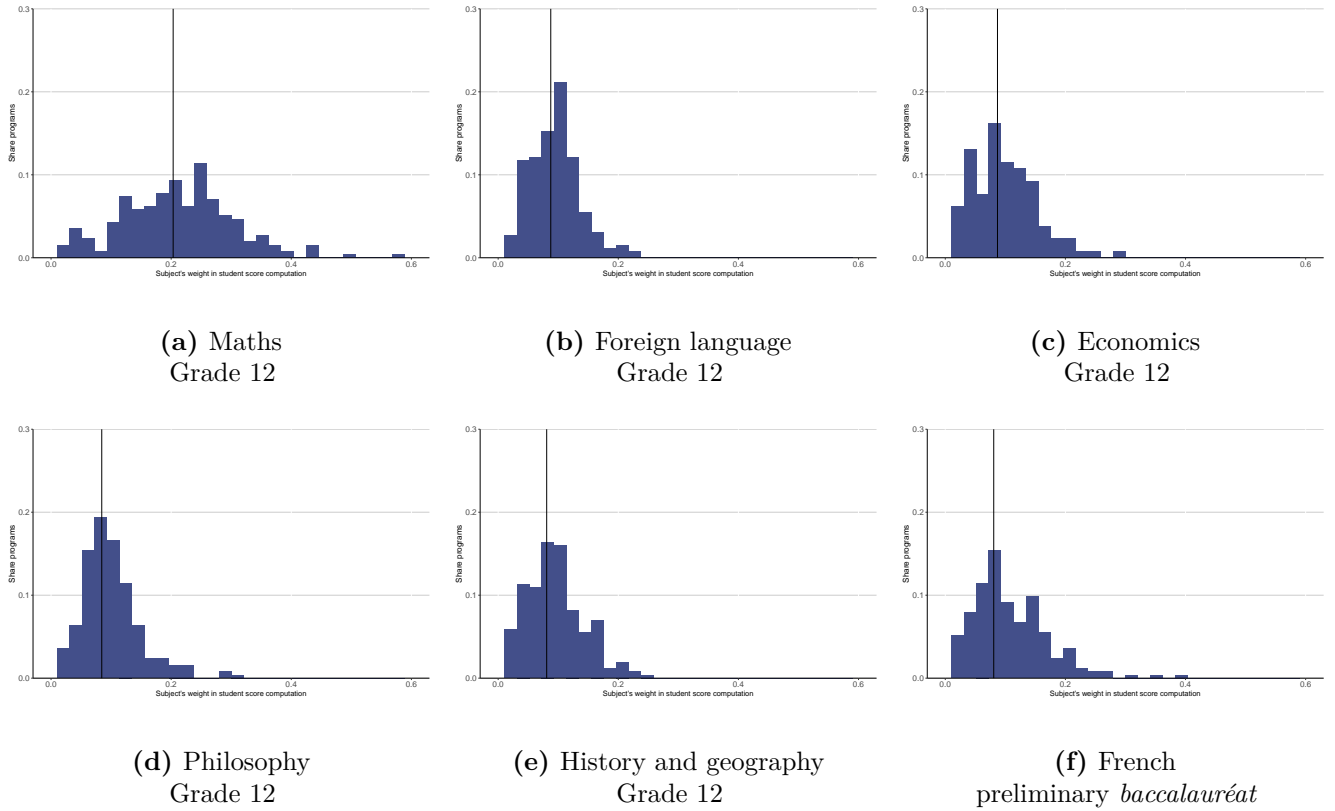 0.3
0.2
0.1
0.0
Share programs
0.0 0.2 0.4 0.6
Subject's weight in student score computation
(a) Maths
Grade 12
0.3
0.2
0.1
0.0
Share programs
0.0 0.2 0.4 0.6
Subject's weight in student score computation
(b) Foreign language
Grade 12
0.3
0.2
0.1
0.0
Share programs
0.0 0.2 0.4 0.6
Subject's weight in student score computation
(c) Economics
Grade 12
0.3
0.2
0.1
0.0
Share programs
0.0 0.2 0.4 0.6
Subject's weight in student score computation
(d) Philosophy
Grade 12
0.3
0.2
0.1
0.0
Share programs
0.0 0.2 0.4 0.6
Subject's weight in student score computation
(e) History and geography
Grade 12
0.3
0.2
0.1
0.0
Share programs
0.0 0.2 0.4 0.6
Subject's weight in student score computation
(f) French
preliminary baccalauréat